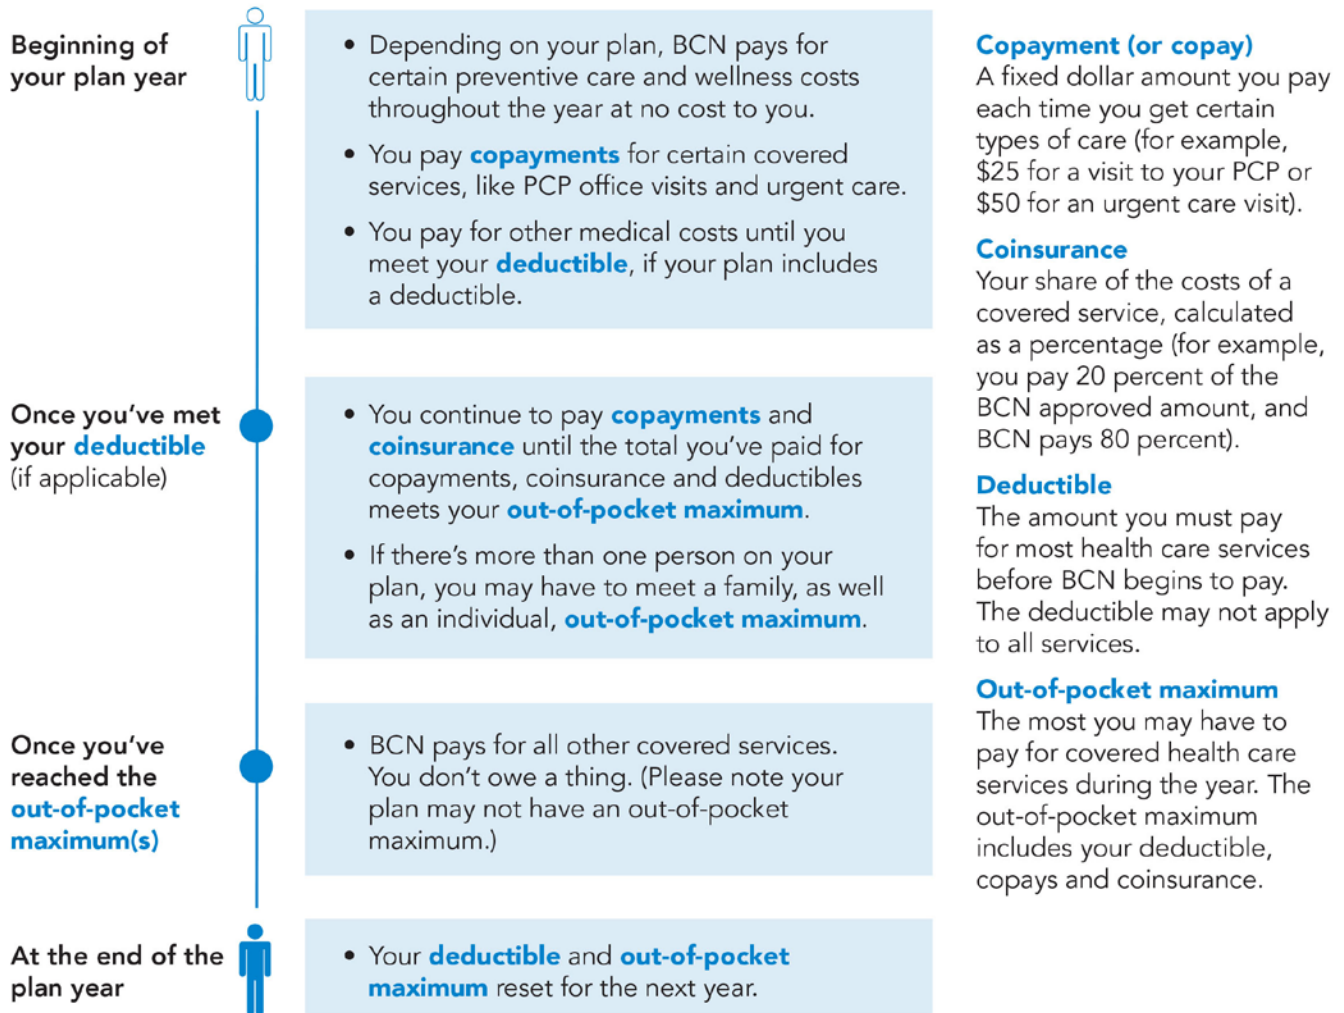 Beginning of
your plan year
• Depending on your plan, BCN pays for
certain preventive care and wellness costs
throughout the year at no cost to you.
• You pay copayments for certain covered
services, like PCP office visits and urgent care.
• You pay for other medical costs until you
meet your deductible, if your plan includes
a deductible.
Once you've met
your deductible
(if applicable)
• You continue to pay copayments and
coinsurance until the total you've paid for
copayments, coinsurance and deductibles
meets your out-of-pocket maximum.
• If there's more than one person on your
plan, you may have to meet a family, as well
as an individual, out-of-pocket maximum.
Once you've
reached the
out-of-pocket
maximum(s)
• BCN pays for all other covered services.
You don't owe a thing. (Please note your
plan may not have an out-of-pocket
maximum.)
At the end of the
plan year
• Your deductible and out-of-pocket
maximum reset for the next year.
Copayment (or copay)
A fixed dollar amount you pay
each time you get certain
types of care (for example,
$25 for a visit to your PCP or
$50 for an urgent care visit).
Coinsurance
Your share of the costs of a
covered service, calculated
as a percentage (for example,
you pay 20 percent of the
BCN approved amount, and
BCN pays 80 percent).
Deductible
The amount you must pay
for most health care services
before BCN begins to pay.
The deductible may not apply
to all services.
Out-of-pocket maximum
The most you may have to
pay for covered health care
services during the year. The
out-of-pocket maximum
includes your deductible,
copays and coinsurance.